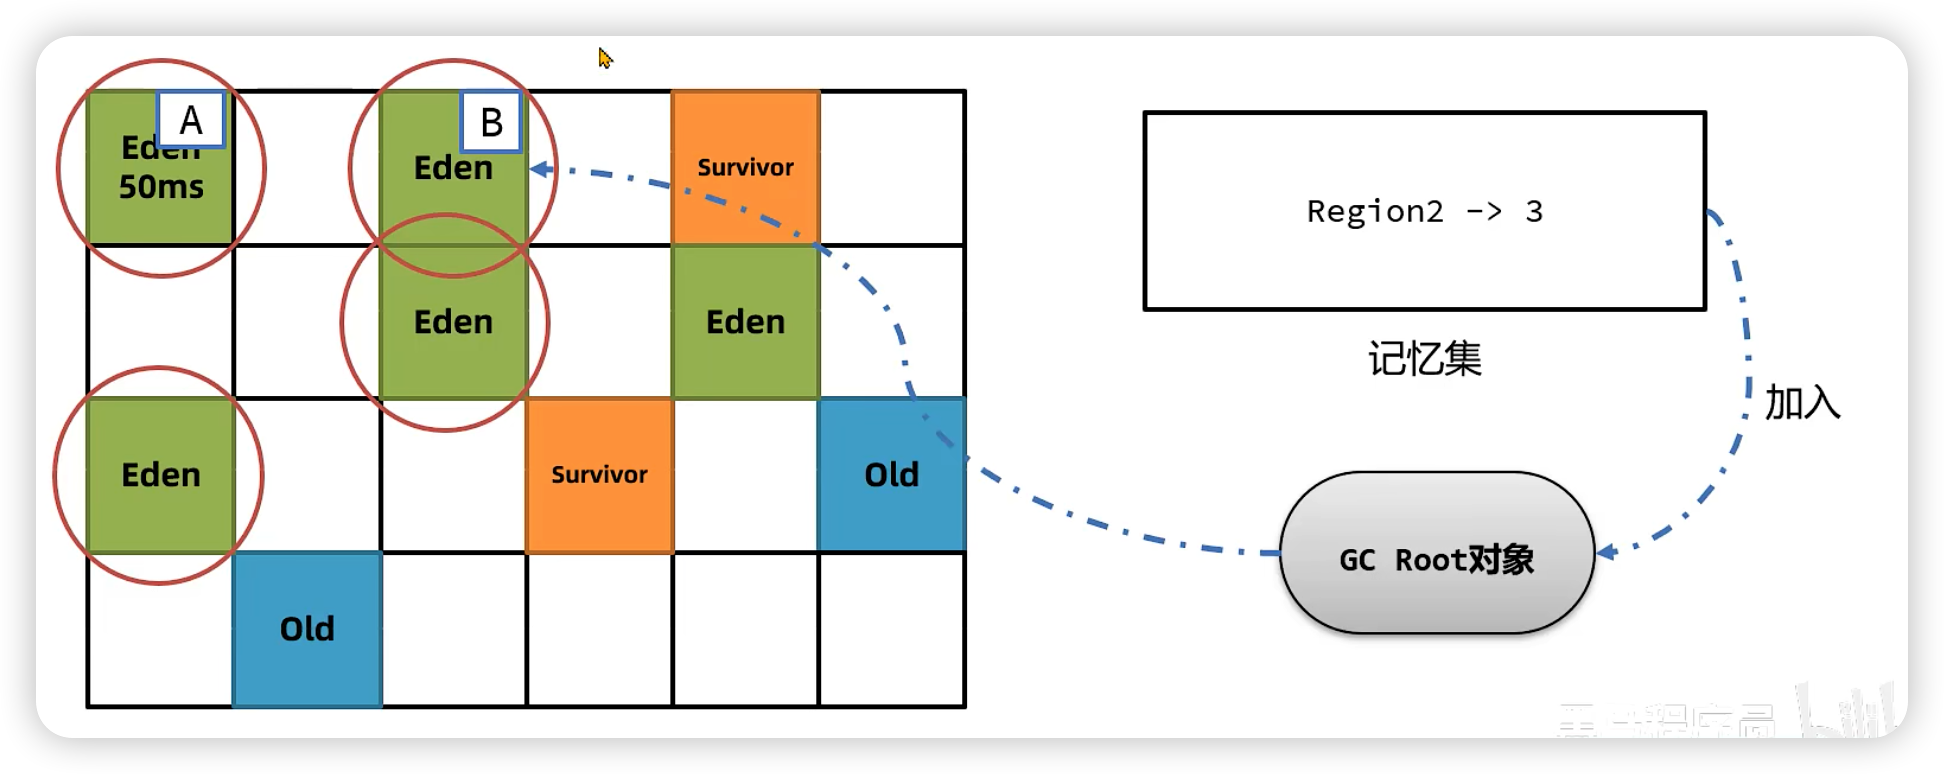 A
B
Eden
50ms
Eden
Survivor
Eden
Eden
Eden
Survivor
Old
Old
Region2 -> 3
记忆集
加入
GC Root对象